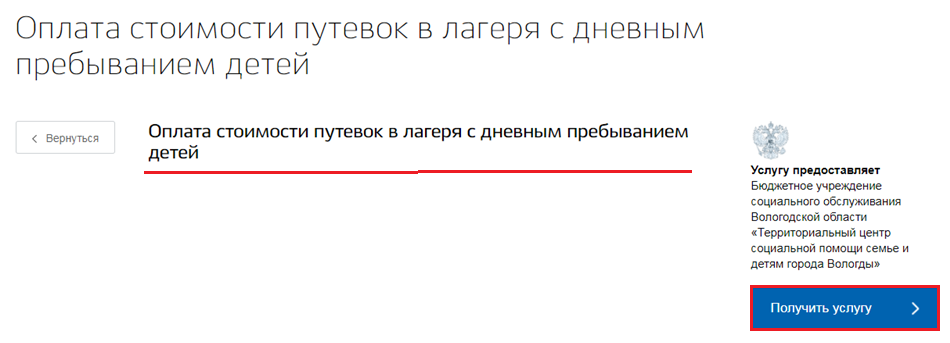 Оплата стоимости путевок в лагеря с дневным
пребыванием детей
Вернуться
Оплата стоимости путевок в лагеря с дневным пребыванием
детей
Услугу предоставляет
Бюджетное учреждение
социального обслуживания
Вологодской области
«Территориальный центр
социальной помощи семье и
детям города Вологды»
Получить услугу